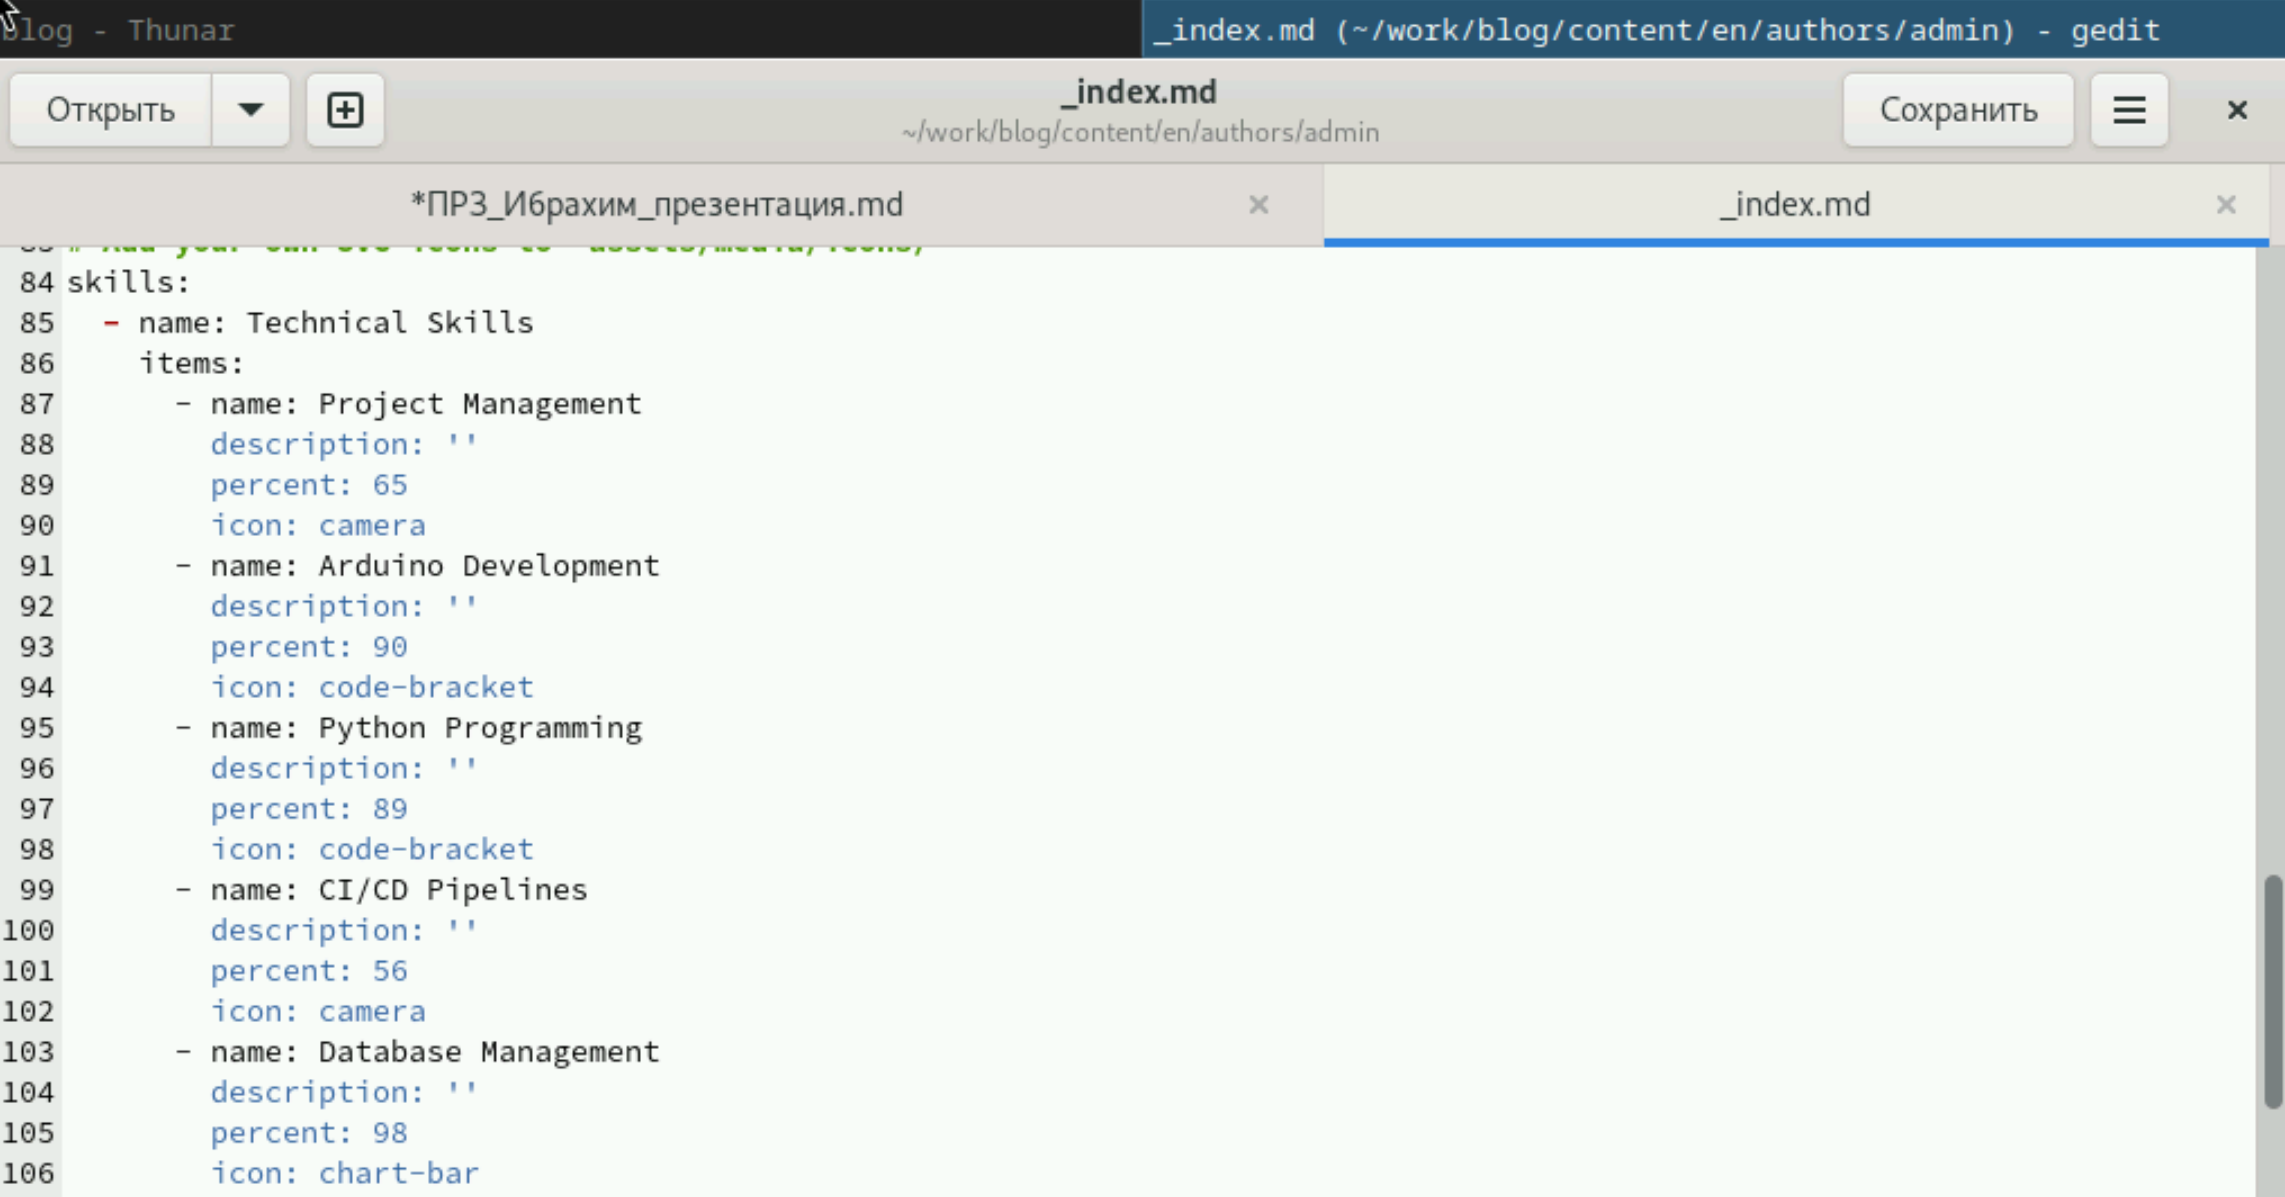 blog - Thunar
_index.md (~/work/blog/content/en/authors/admin) - gedit
Открыть
_index.md
~/work/blog/content/en/authors/admin
Сохранить
*ПР3_Ибрахим_презентация.md
_index.md
84 skills:
85 - name: Technical Skills
86 items:
87 - name: Project Management
88 description: ''
89 percent: 65
90 icon: camera
91 - name: Arduino Development
92 description: ''
93 percent: 90
94 icon: code-bracket
95 - name: Python Programming
96 description: ''
97 percent: 89
98 icon: code-bracket
99 - name: CI/CD Pipelines
100 description: ''
101 percent: 56
102 icon: camera
103 - name: Database Management
104 description: ''
105 percent: 98
106 icon: chart-bar